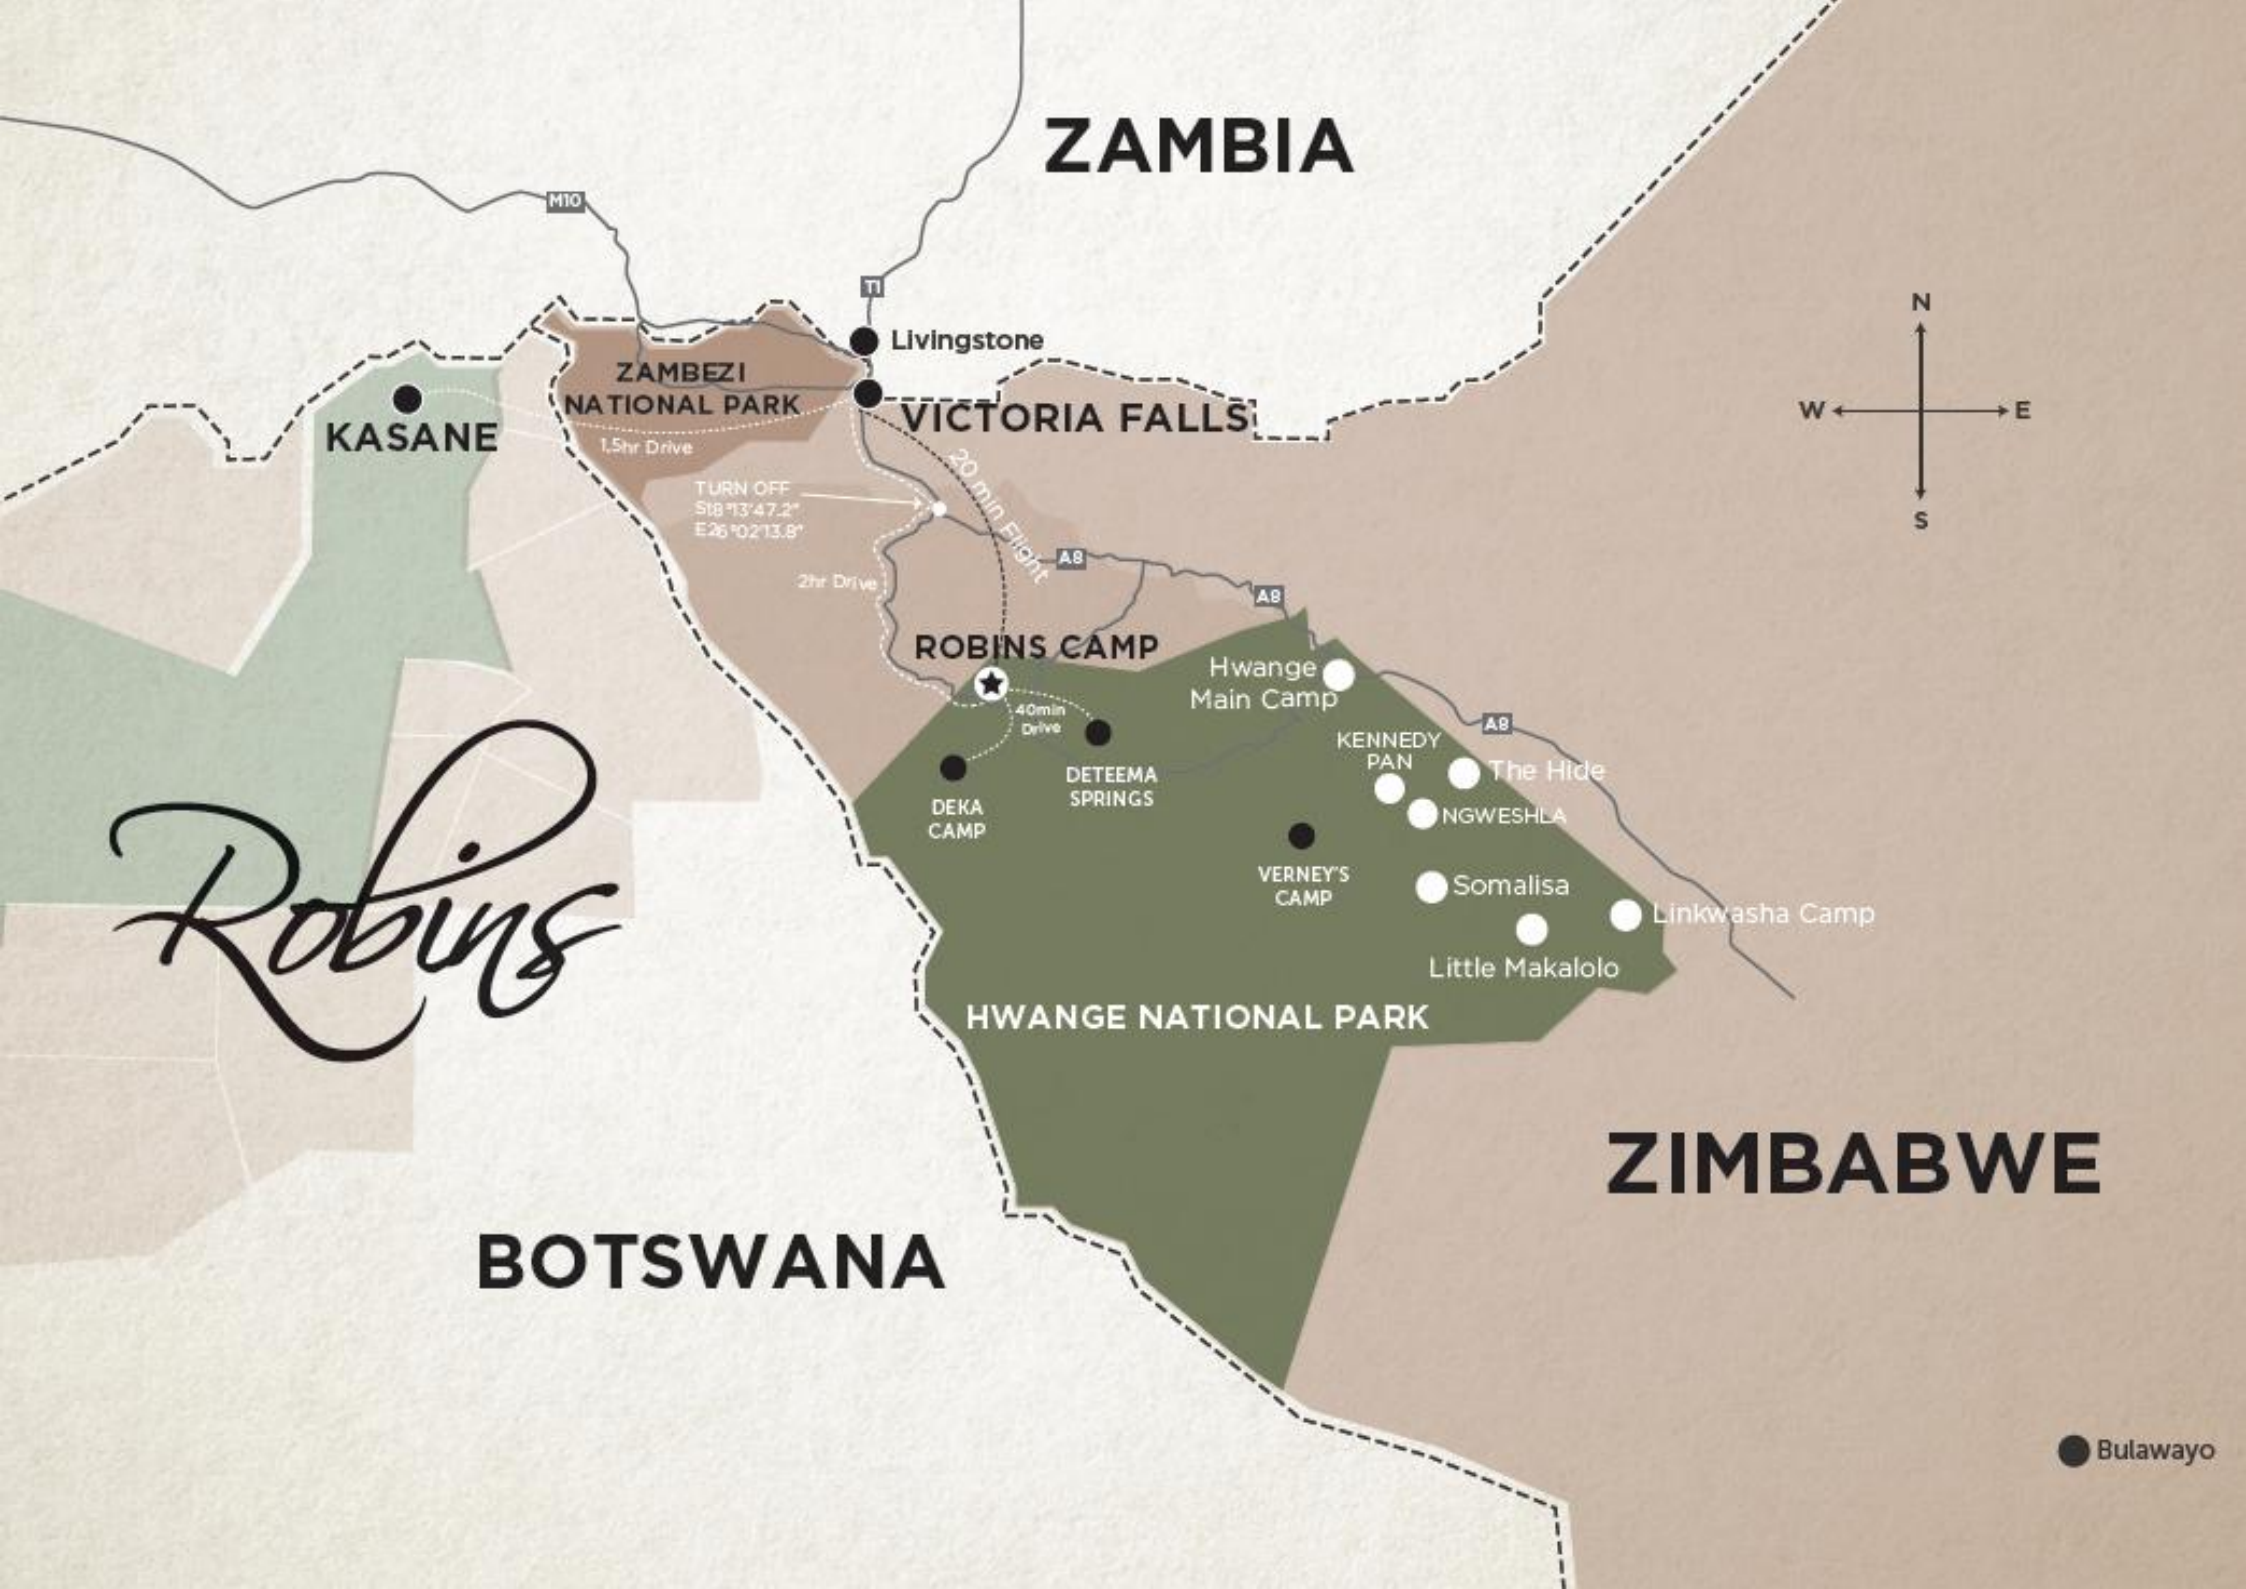 ZAMBIA
M10
T1
Livingstone
ZAMBEZI
NATIONAL PARK
KASANE
VICTORIA FALLS
1,5hr Drive
N
W
E
S
TURN OFF
S18°13'47.2"
E26°02'13.8"
20 min Flight
A8
2hr Drive
A8
ROBINS CAMP
Hwange
Main Camp
40min
Drive
A8
KENNEDY
PAN
The Hide
DETEEMA
SPRINGS
DEKA
CAMP
NGWESHLA
VERNEY'S
CAMP
Somalisa
Linkwasha Camp
Little Makalolo
Robins
HWANGE NATIONAL PARK
ZIMBABWE
BOTSWANA
Bulawayo